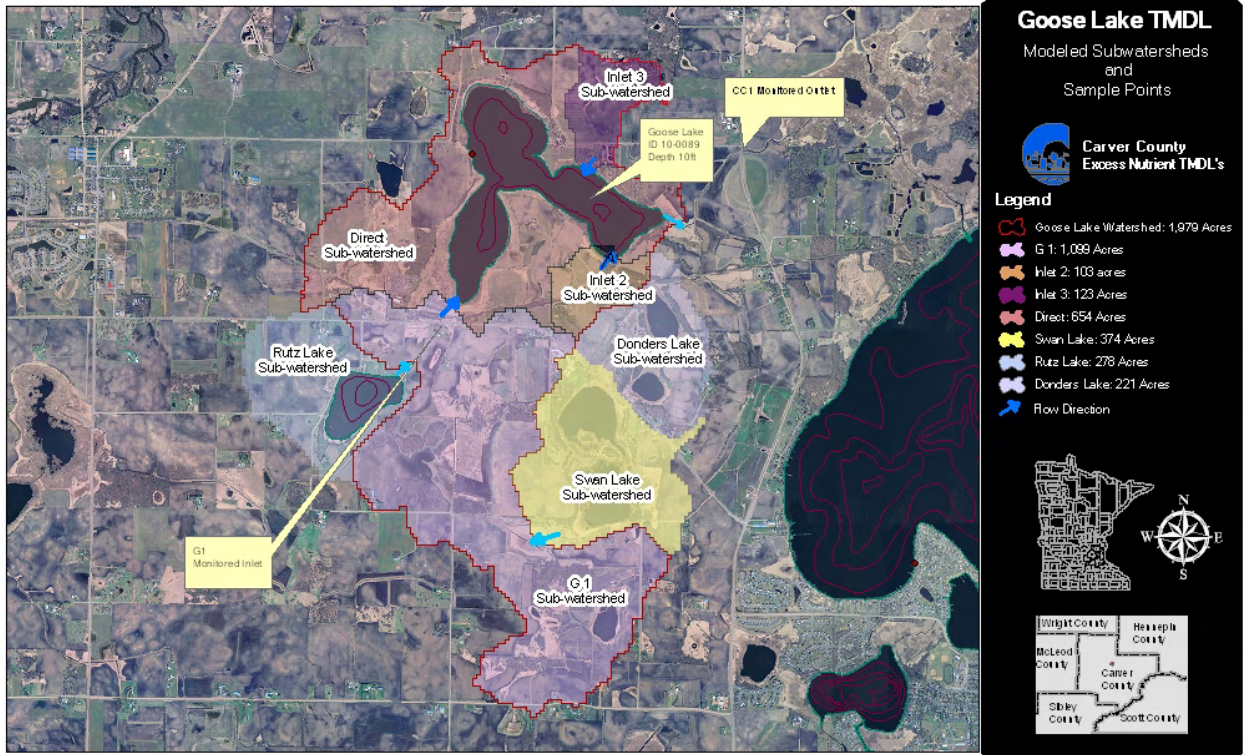 Goose Lake TMDL
Modeled Subwatersheds
and
Sample Points
Carver County
Excess Nutrient TMDL's
Legend
Goose Lake Watershed: 1,979 Acres
G 1: 1,099 Acres
Inlet 2: 103 acres
Inlet 3: 123 Acres
Direct: 654 Acres
Swan Lake: 374 Acres
Rutz Lake: 278 Acres
Donders Lake: 221 Acres
Flow Direction
N
W
E
S
Wright County
Hennepin
County
McLeod
County
Carver
County
Sibley
County
Scott County
Inlet 3
Sub-watershed
CC1 Monitored Outlet
Goose Lake
ID 10-0089
Depth 10ft
Direct
Sub-watershed
Inlet 2
Sub-watershed
Rutz Lake
Sub-watershed
Donders Lake
Sub-watershed
Swan Lake
Sub-watershed
G1
Monitored Inlet
G 1
Sub-watershed